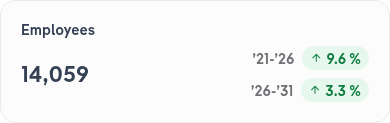 Employees
14,059
’21-’26 ↑ 9.6 %
’26-’31 ↑ 3.3 %